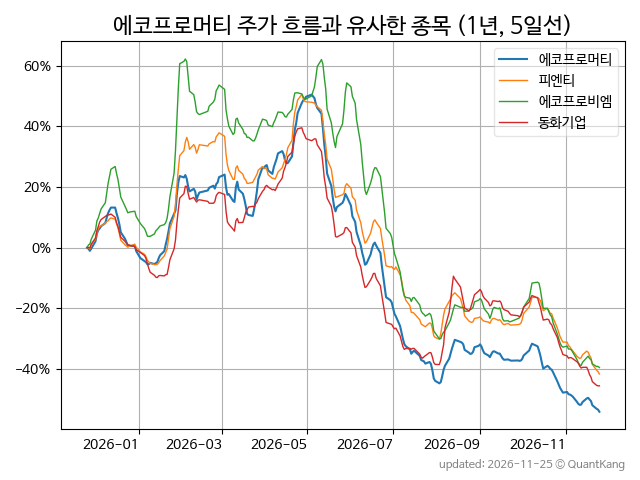 에코프로머티 주가 흐름과 유사한 종목 (1년, 5일선)
에코프로머티
피엔티
에코프로비엠
동화기업
60%
40%
20%
0%
−20%
−40%
2026-01
2026-03
2026-05
2026-07
2026-09
2026-11
updated: 2026-11-25 © QuantKang